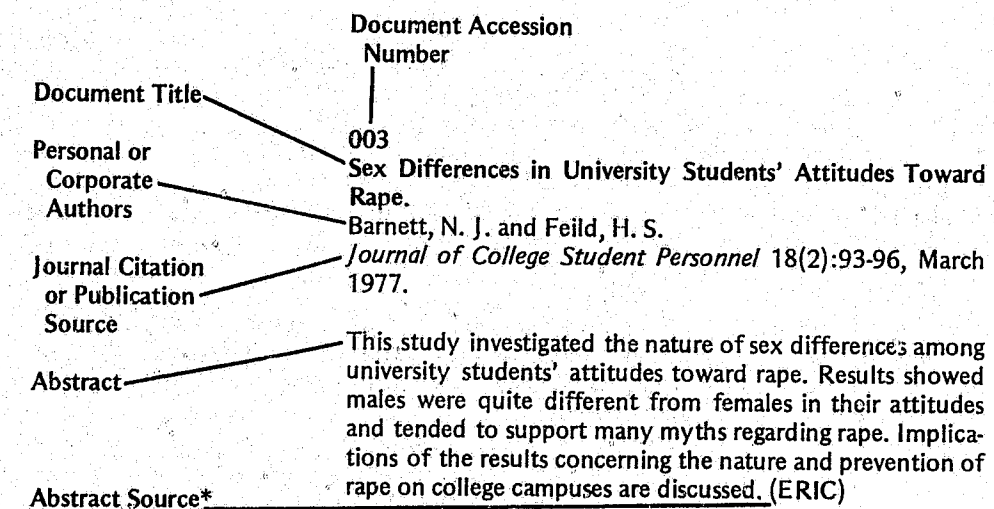 Document Accession
Number
Document Title
003
Personal or
Corporate
Authors
Sex Differences in University Students' Attitudes Toward
Rape.
Barnett, N. J. and Feild, H. S.
Journal Citation
or Publication
Source
Journal of College Student Personnel 18(2):93-96, March
1977.
Abstract
This study investigated the nature of sex differences among
university students' attitudes toward rape. Results showed
males were quite different from females in their attitudes
and tended to support many myths regarding rape. Implica-
tions of the results concerning the nature and prevention of
rape on college campuses are discussed. (ERIC)
Abstract Source*